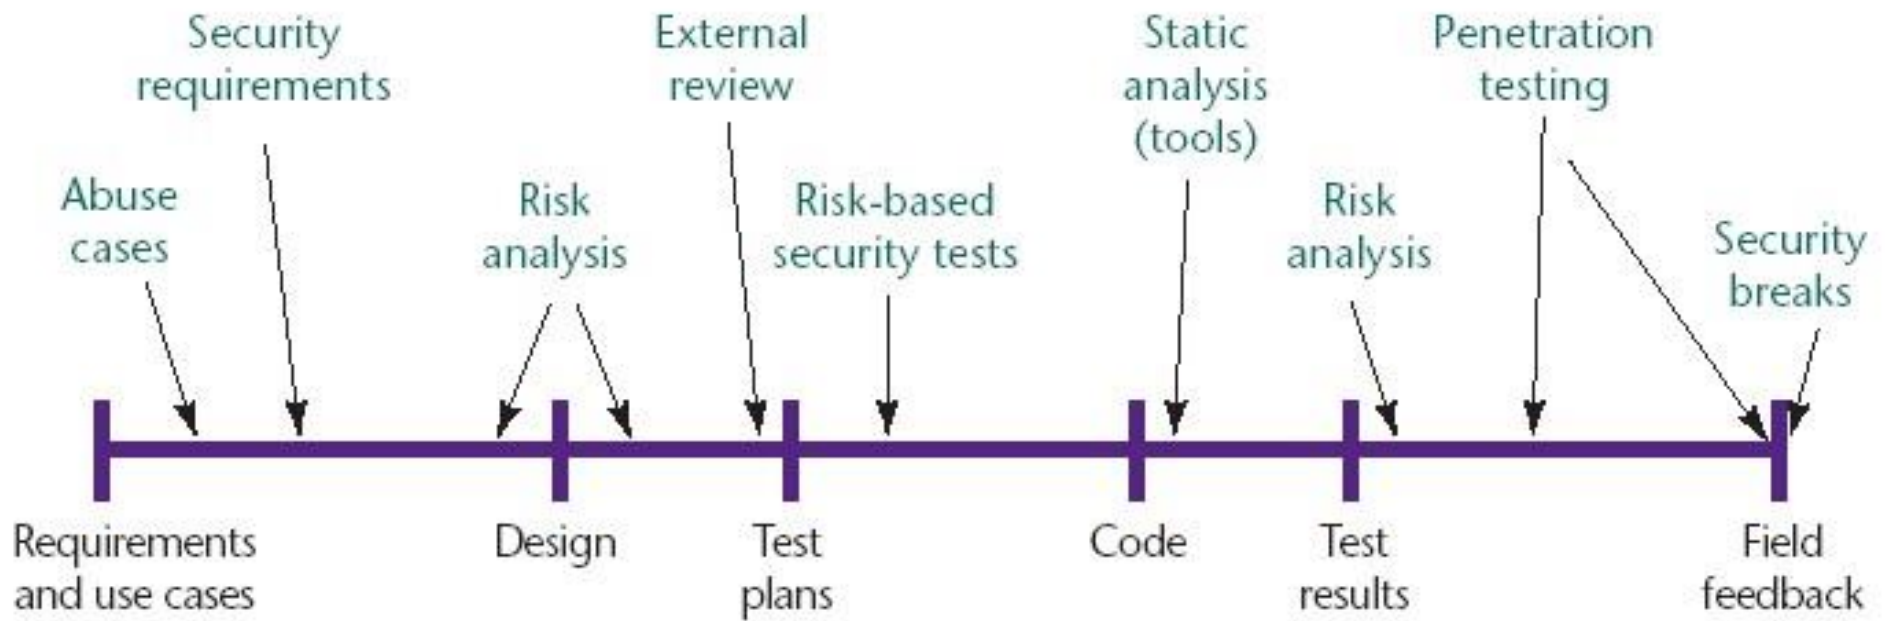 Security
requirements
External
review
Static
analysis
(tools)
Penetration
testing
Abuse
cases
Risk
analysis
Risk-based
security tests
Risk
analysis
Security
breaks
Requirements
and use cases
Design
Test
plans
Code
Test
results
Field
feedback